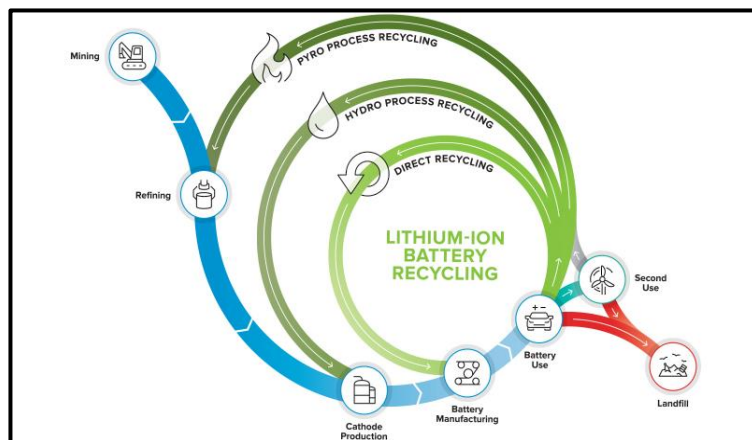 Mining
PYRO PROCESS RECYCLING
HYDRO PROCESS RECYCLING
DIRECT RECYCLING
Refining
LITHIUM-ION
BATTERY
RECYCLING
Second
Use
Battery
Use
Landfill
Battery
Manufacturing
Cathode
Production